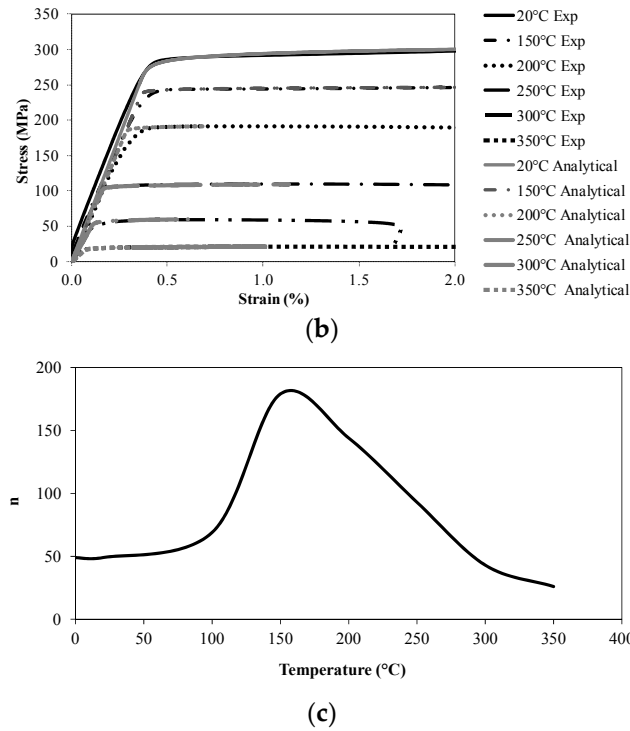 350
300
250
200
150
100
50
0
Stress (MPa)
0.0 0.5 1.0 1.5 2.0
Strain (%)
20°C Exp
150°C Exp
200°C Exp
250°C Exp
300°C Exp
350°C Exp
20°C Analytical
150°C Analytical
200°C Analytical
250°C Analytical
300°C Analytical
350°C Analytical
(b)
200
150
100
50
0
n
0 50 100 150 200 250 300 350 400
Temperature (°C)
(c)